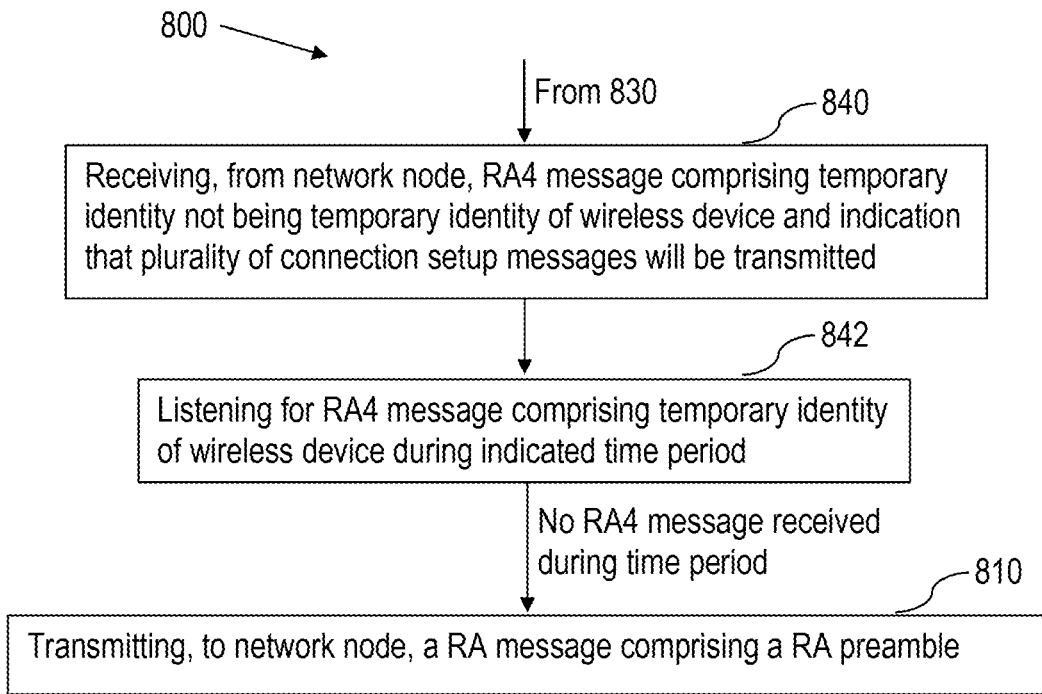 800
From 830
840
Receiving, from network node, RA4 message comprising temporary
identity not being temporary identity of wireless device and indication
that plurality of connection setup messages will be transmitted
842
Listening for RA4 message comprising temporary identity
of wireless device during indicated time period
No RA4 message received
during time period
810
Transmitting, to network node, a RA message comprising a RA preamble